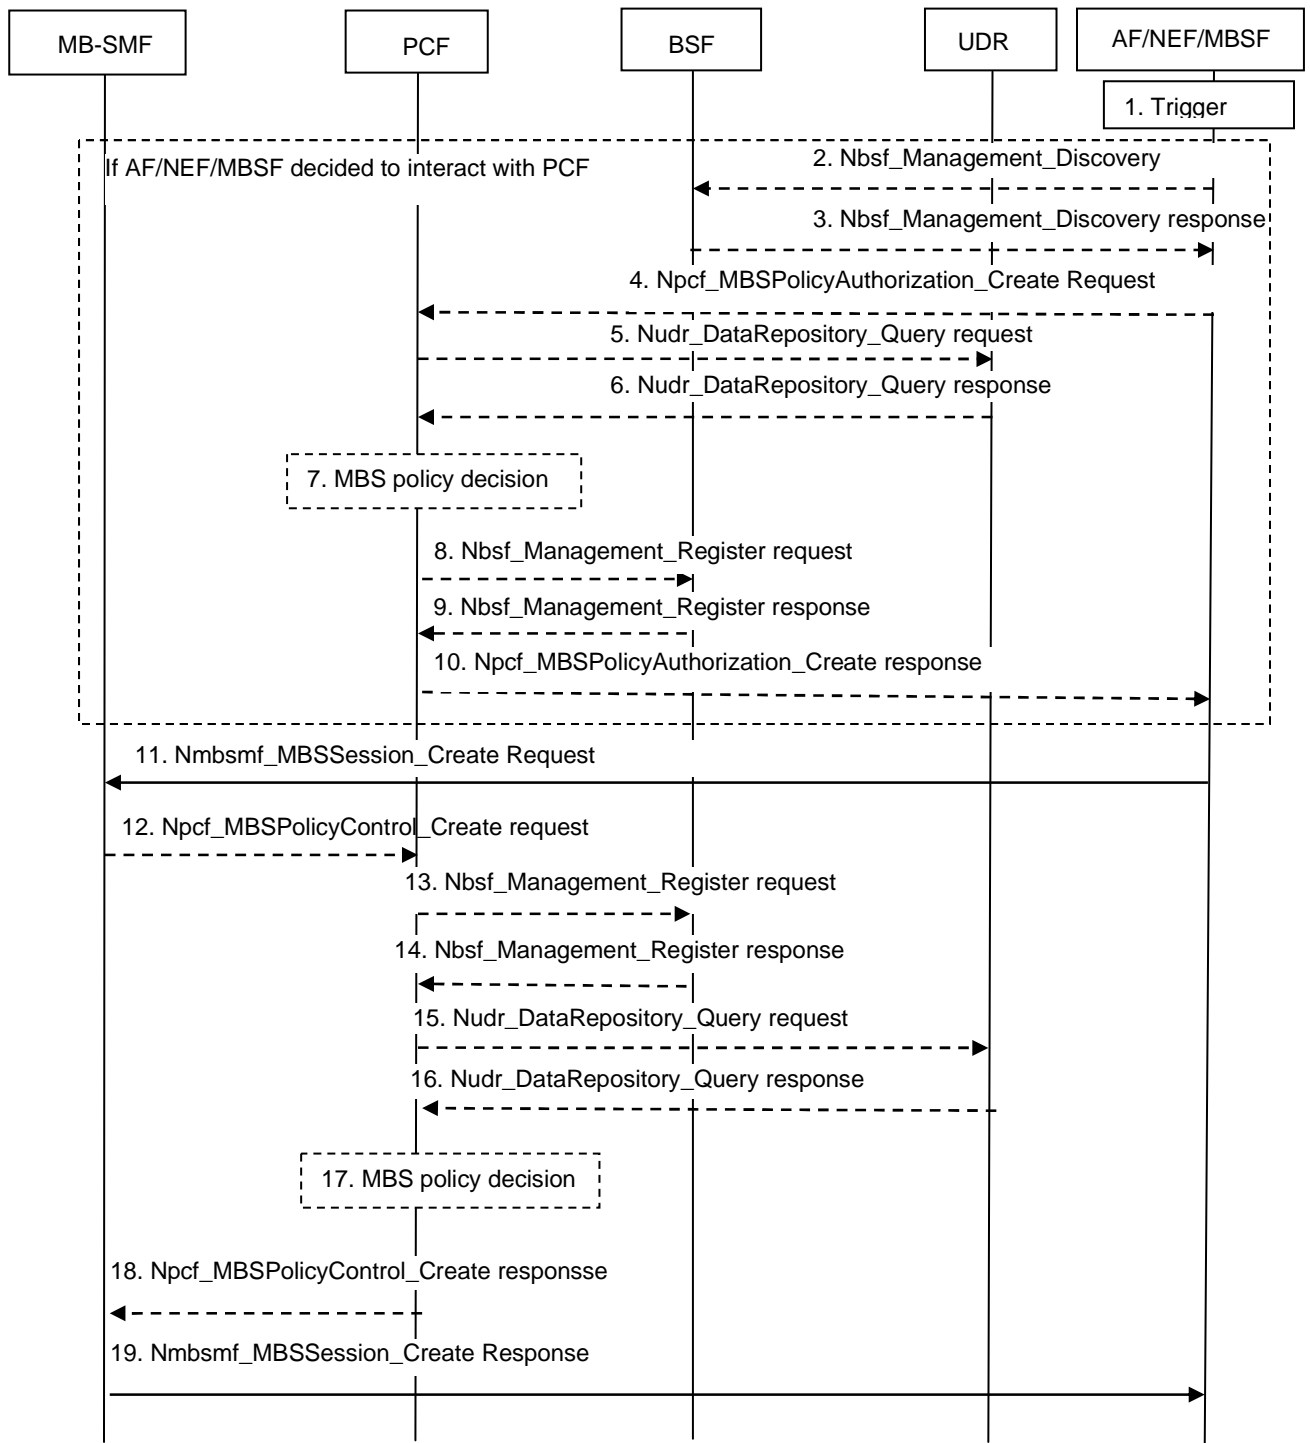 MB-SMF
PCF
BSF
UDR
AF/NEF/MBSF
1. Trigger
If AF/NEF/MBSF decided to interact with PCF
2. Nbsf_Management_Discovery
3. Nbsf_Management_Discovery response
4. Npcf_MBSPolicyAuthorization_Create Request
5. Nudr_DataRepository_Query request
6. Nudr_DataRepository_Query response
7. MBS policy decision
8. Nbsf_Management_Register request
9. Nbsf_Management_Register response
10. Npcf_MBSPolicyAuthorization_Create response
11. Nmbsmf_MBSSession_Create Request
12. Npcf_MBSPolicyControl_Create request
13. Nbsf_Management_Register request
14. Nbsf_Management_Register response
15. Nudr_DataRepository_Query request
16. Nudr_DataRepository_Query response
17. MBS policy decision
18. Npcf_MBSPolicyControl_Create responsse
19. Nmbsmf_MBSSession_Create Response